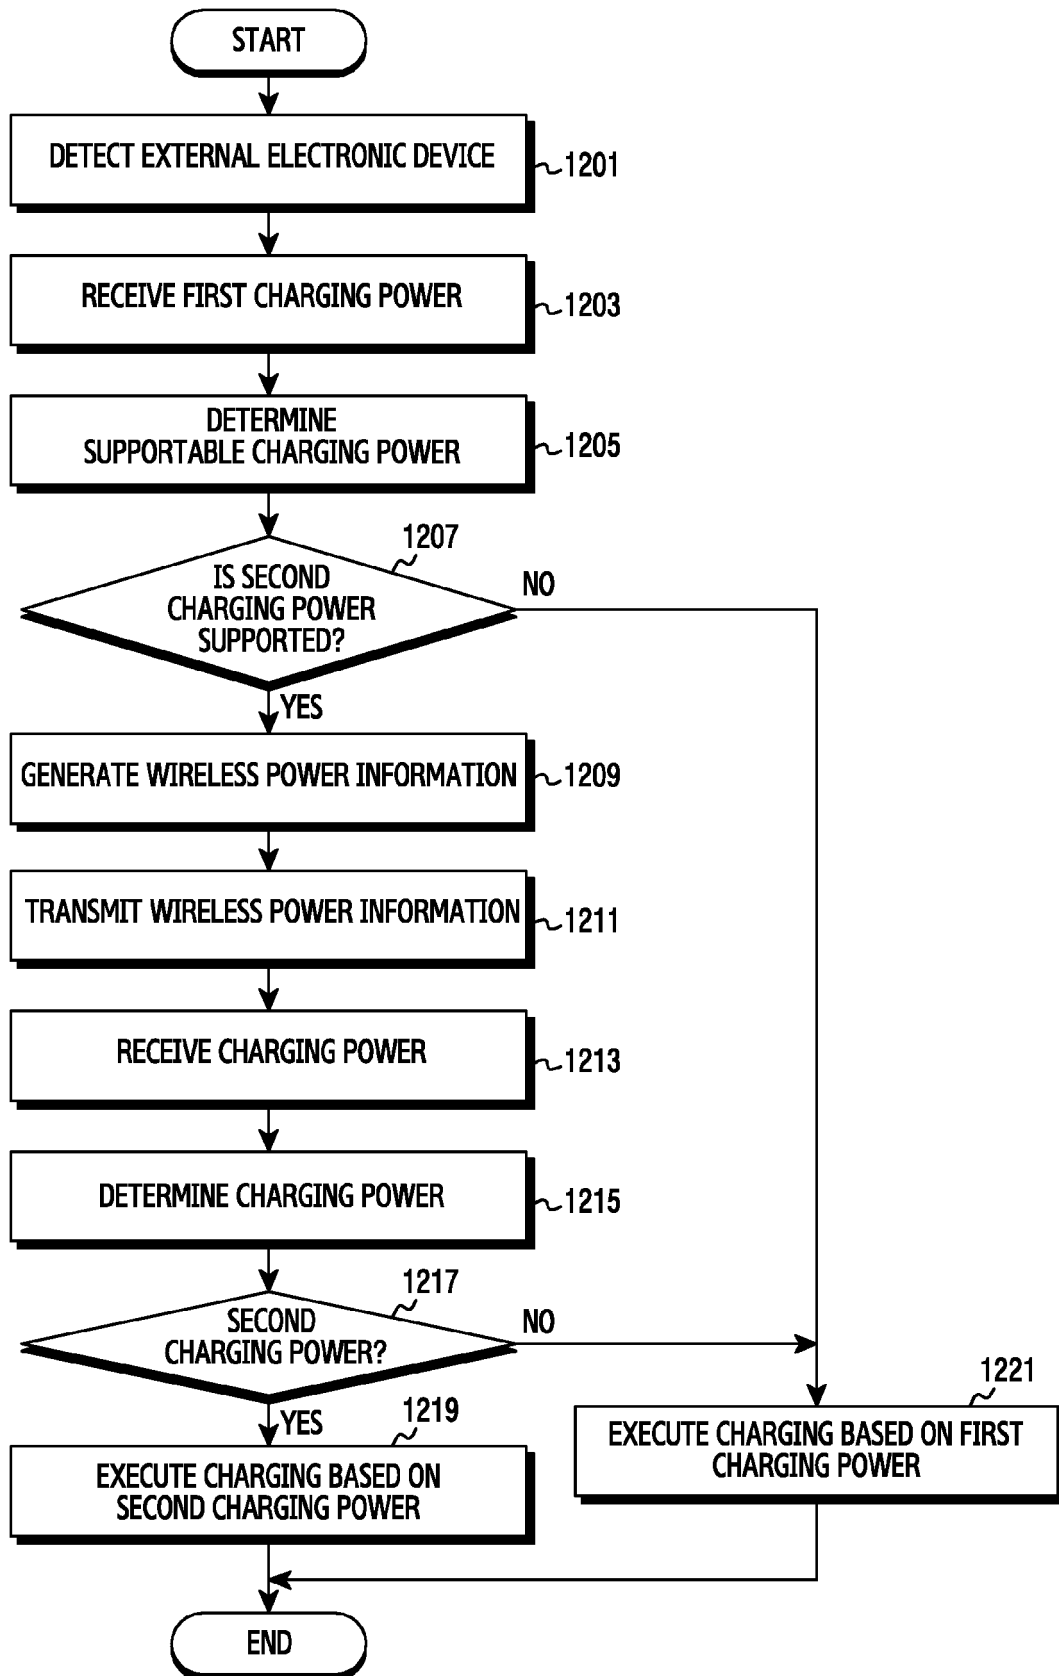 START
DETECT EXTERNAL ELECTRONIC DEVICE
1201
RECEIVE FIRST CHARGING POWER
1203
DETERMINE
SUPPORTABLE CHARGING POWER
1205
1207
IS SECOND
CHARGING POWER
SUPPORTED?
NO
YES
GENERATE WIRELESS POWER INFORMATION
1209
TRANSMIT WIRELESS POWER INFORMATION
1211
RECEIVE CHARGING POWER
1213
DETERMINE CHARGING POWER
1215
1217
SECOND
CHARGING POWER?
NO
YES
1219
EXECUTE CHARGING BASED ON
SECOND CHARGING POWER
1221
EXECUTE CHARGING BASED ON FIRST
CHARGING POWER
END